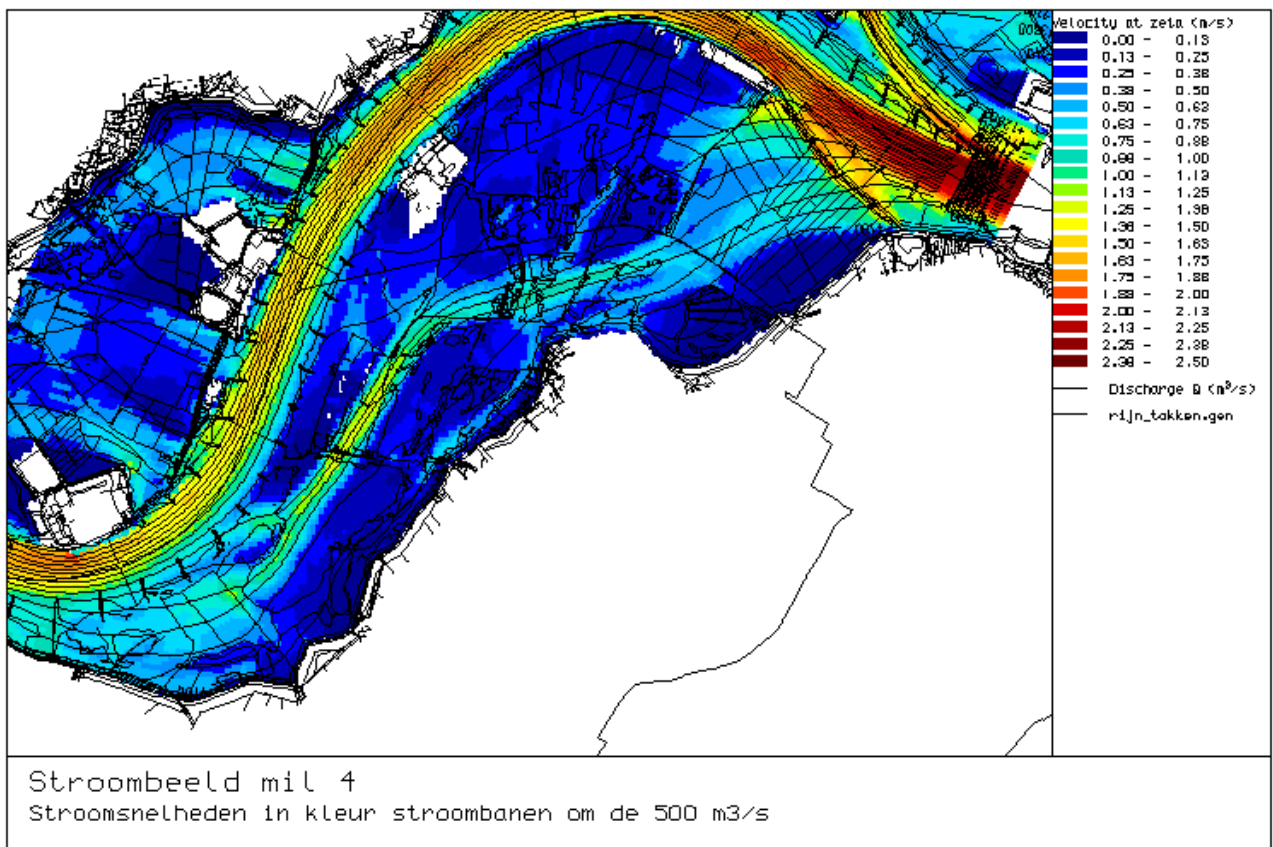 Velocity at zeta (m/s)
0.00 - 0.13
0.13 - 0.25
0.25 - 0.38
0.38 - 0.50
0.50 - 0.63
0.63 - 0.75
0.75 - 0.88
0.88 - 1.00
1.00 - 1.13
1.13 - 1.25
1.25 - 1.38
1.38 - 1.50
1.50 - 1.63
1.63 - 1.75
1.75 - 1.88
1.88 - 2.00
2.00 - 2.13
2.13 - 2.25
2.25 - 2.38
2.38 - 2.50
Discharge Q (m³/s)
rijn_takken.gen
Stroombeeld mil 4
Stroomsnelheden in kleur stroombanen om de 500 m3/s